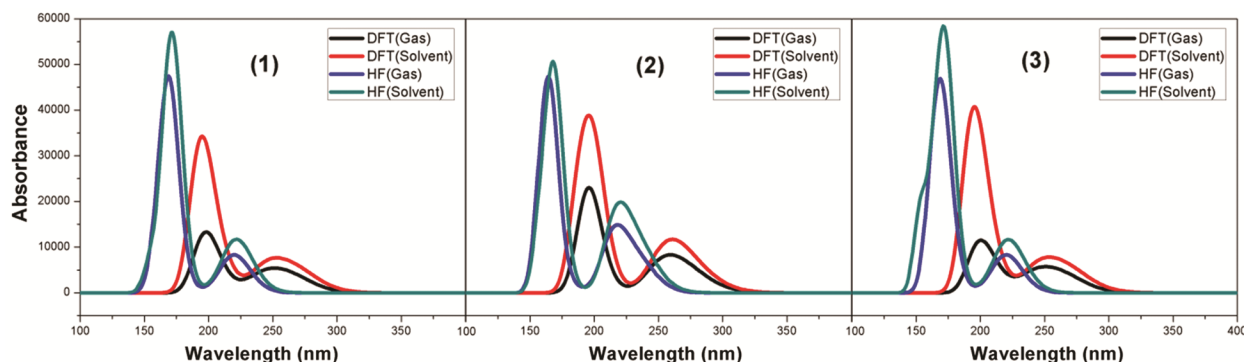 60000
50000
40000
30000
20000
10000
0
Absorbance
(1)
DFT(Gas)
DFT(Solvent)
HF(Gas)
HF(Solvent)
(2)
DFT(Gas)
DFT(Solvent)
HF(Gas)
HF(Solvent)
(3)
DFT(Gas)
DFT(Solvent)
HF(Gas)
HF(Solvent)
100 150 200 250 300 350 100 150 200 250 300 350 100 150 200 250 300 350 400
Wavelength (nm) Wavelength (nm) Wavelength (nm)